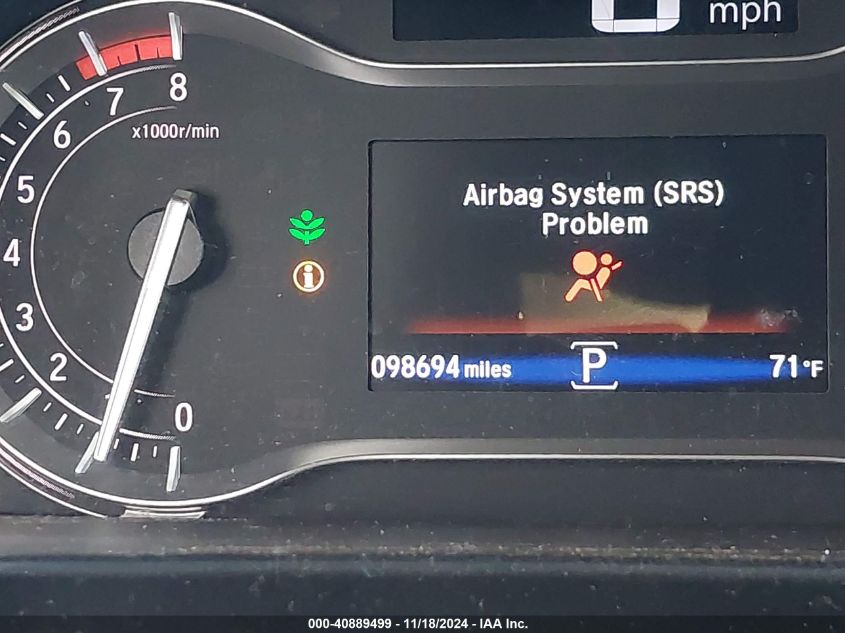 0 mph
8
7
6
x1000r/min
5
4
3
2
0
Airbag System (SRS)
Problem
098694 miles P 71°F
000-40889499 - 11/18/2024 - IAA Inc.